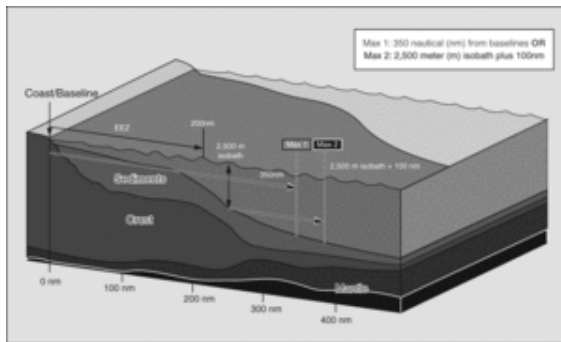 Max 1: 350 nautical (nm) from baselines OR
Max 2: 2,500 meter (m) isobath plus 100nm
Coast/Baseline
EEZ
200nm
2,500 m
isobath
Max 1
Max 2
2,500 m isobath + 100 nm
350nm
Sediments
Crust
Mantle
0 nm
100 nm
200 nm
300 nm
400 nm